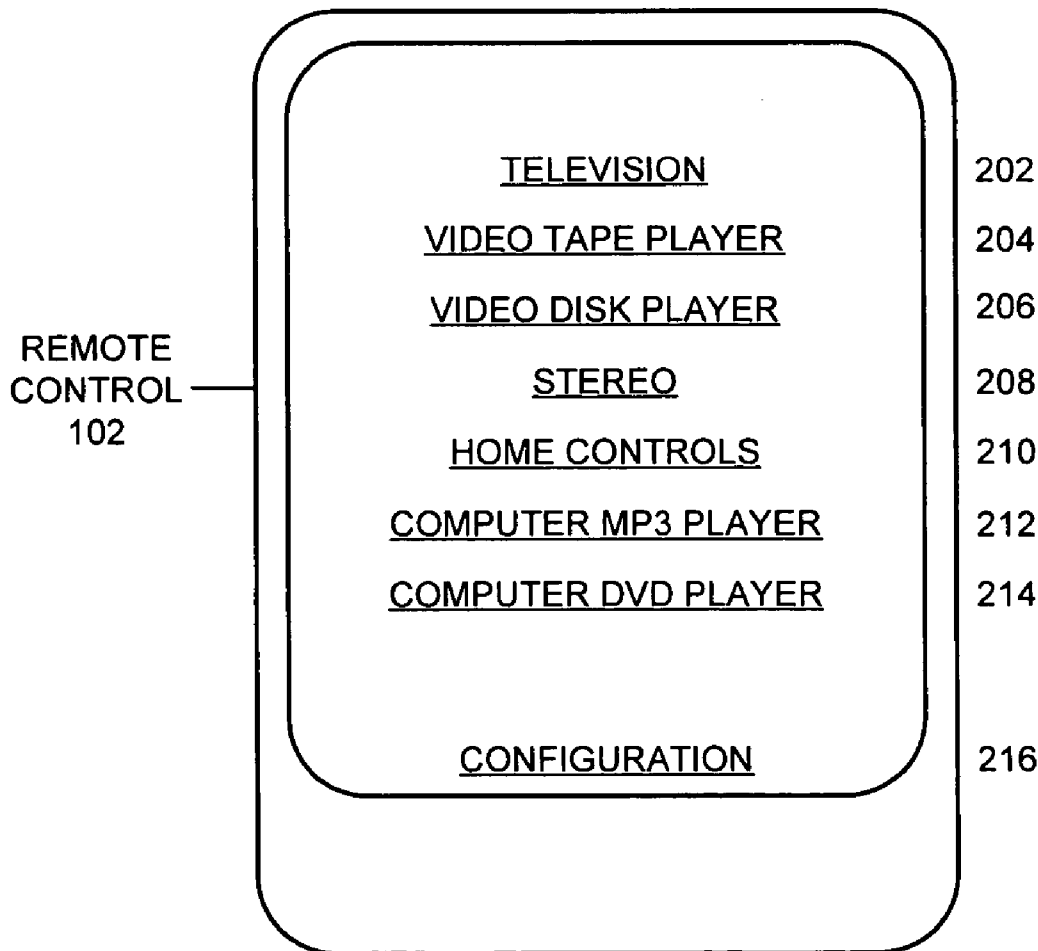 TELEVISION 202
VIDEO TAPE PLAYER 204
VIDEO DISK PLAYER 206
REMOTE
CONTROL
102
STEREO 208
HOME CONTROLS 210
COMPUTER MP3 PLAYER 212
COMPUTER DVD PLAYER 214
CONFIGURATION 216